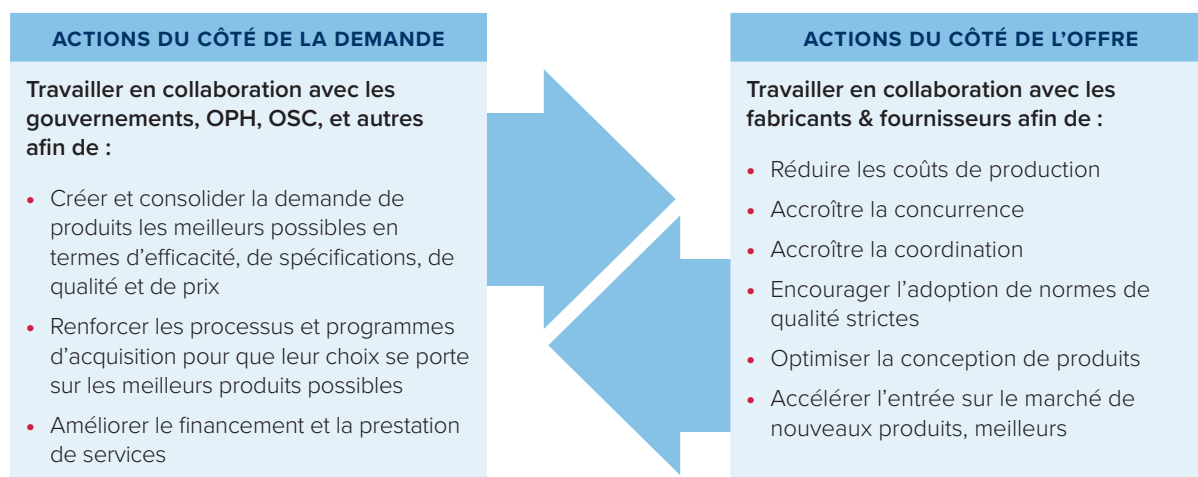 ACTIONS DU CÔTÉ DE LA DEMANDE
Travailler en collaboration avec les
gouvernements, OPH, OSC, et autres
afin de :
• Créer et consolider la demande de
produits les meilleurs possibles en
termes d’efficacité, de spécifications, de
qualité et de prix
• Renforcer les processus et programmes
d’acquisition pour que leur choix se porte
sur les meilleurs produits possibles
• Améliorer le financement et la prestation
de services
ACTIONS DU CÔTÉ DE L’OFFRE
Travailler en collaboration avec les
fabricants & fournisseurs afin de :
• Réduire les coûts de production
• Accroître la concurrence
• Accroître la coordination
• Encourager l’adoption de normes de
qualité strictes
• Optimiser la conception de produits
• Accélérer l’entrée sur le marché de
nouveaux produits, meilleurs